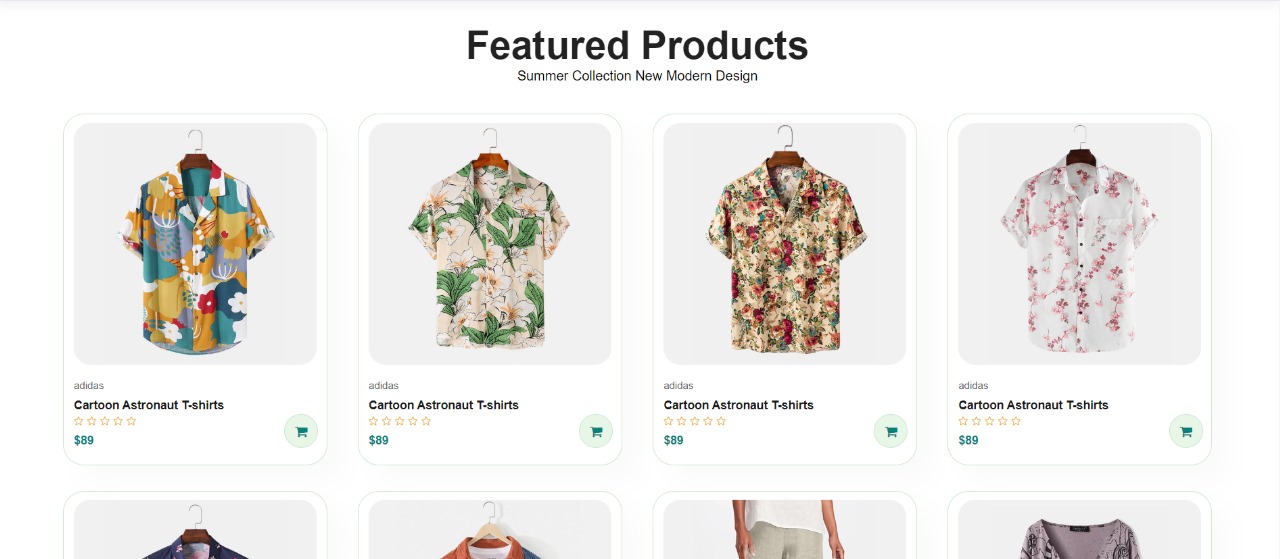 Featured Products
Summer Collection New Modern Design
adidas
Cartoon Astronaut T-shirts
$89
adidas
Cartoon Astronaut T-shirts
$89
adidas
Cartoon Astronaut T-shirts
$89
adidas
Cartoon Astronaut T-shirts
$89